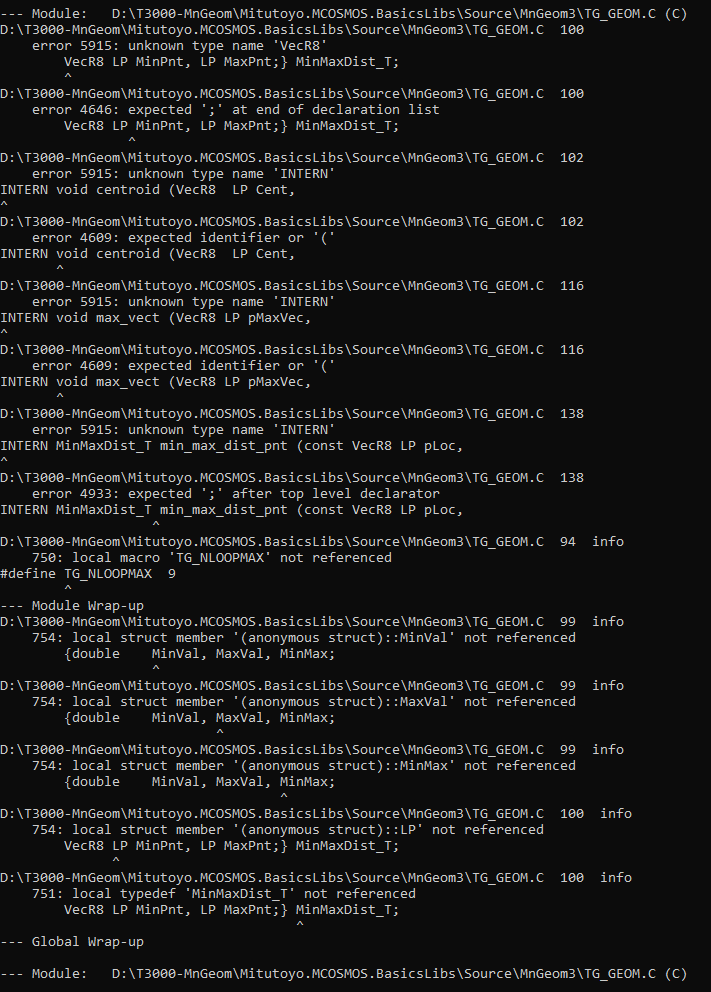 --- Module:   D:\T3000-MnGeom\Mitutoyo.MCOSMOS.BasicsLibs\Source\MnGeom3\TG_GEOM.C (C)
D:\T3000-MnGeom\Mitutoyo.MCOSMOS.BasicsLibs\Source\MnGeom3\TG_GEOM.C  100
    error 5915: unknown type name 'VecR8'
        VecR8 LP MinPnt, LP MaxPnt;} MinMaxDist_T;
        ^
D:\T3000-MnGeom\Mitutoyo.MCOSMOS.BasicsLibs\Source\MnGeom3\TG_GEOM.C  100
    error 4646: expected ';' at end of declaration list
        VecR8 LP MinPnt, LP MaxPnt;} MinMaxDist_T;
                ^
D:\T3000-MnGeom\Mitutoyo.MCOSMOS.BasicsLibs\Source\MnGeom3\TG_GEOM.C  102
    error 5915: unknown type name 'INTERN'
INTERN void centroid (VecR8  LP Cent,
^
D:\T3000-MnGeom\Mitutoyo.MCOSMOS.BasicsLibs\Source\MnGeom3\TG_GEOM.C  102
    error 4609: expected identifier or '('
INTERN void centroid (VecR8  LP Cent,
       ^
D:\T3000-MnGeom\Mitutoyo.MCOSMOS.BasicsLibs\Source\MnGeom3\TG_GEOM.C  116
    error 5915: unknown type name 'INTERN'
INTERN void max_vect (VecR8 LP pMaxVec,
^
D:\T3000-MnGeom\Mitutoyo.MCOSMOS.BasicsLibs\Source\MnGeom3\TG_GEOM.C  116
    error 4609: expected identifier or '('
INTERN void max_vect (VecR8 LP pMaxVec,
       ^
D:\T3000-MnGeom\Mitutoyo.MCOSMOS.BasicsLibs\Source\MnGeom3\TG_GEOM.C  138
    error 5915: unknown type name 'INTERN'
INTERN MinMaxDist_T min_max_dist_pnt (const VecR8 LP pLoc,
^
D:\T3000-MnGeom\Mitutoyo.MCOSMOS.BasicsLibs\Source\MnGeom3\TG_GEOM.C  138
    error 4933: expected ';' after top level declarator
INTERN MinMaxDist_T min_max_dist_pnt (const VecR8 LP pLoc,
                   ^
D:\T3000-MnGeom\Mitutoyo.MCOSMOS.BasicsLibs\Source\MnGeom3\TG_GEOM.C  94  info
    750: local macro 'TG_NLOOPMAX' not referenced
#define TG_NLOOPMAX  9
        ^
--- Module Wrap-up
D:\T3000-MnGeom\Mitutoyo.MCOSMOS.BasicsLibs\Source\MnGeom3\TG_GEOM.C  99  info
    754: local struct member '(anonymous struct)::MinVal' not referenced
        {double    MinVal, MaxVal, MinMax;
                   ^
D:\T3000-MnGeom\Mitutoyo.MCOSMOS.BasicsLibs\Source\MnGeom3\TG_GEOM.C  99  info
    754: local struct member '(anonymous struct)::MaxVal' not referenced
        {double    MinVal, MaxVal, MinMax;
                           ^
D:\T3000-MnGeom\Mitutoyo.MCOSMOS.BasicsLibs\Source\MnGeom3\TG_GEOM.C  99  info
    754: local struct member '(anonymous struct)::MinMax' not referenced
        {double    MinVal, MaxVal, MinMax;
                                   ^
D:\T3000-MnGeom\Mitutoyo.MCOSMOS.BasicsLibs\Source\MnGeom3\TG_GEOM.C  100  info
    754: local struct member '(anonymous struct)::LP' not referenced
        VecR8 LP MinPnt, LP MaxPnt;} MinMaxDist_T;
              ^
D:\T3000-MnGeom\Mitutoyo.MCOSMOS.BasicsLibs\Source\MnGeom3\TG_GEOM.C  100  info
    751: local typedef 'MinMaxDist_T' not referenced
        VecR8 LP MinPnt, LP MaxPnt;} MinMaxDist_T;
                                     ^
--- Global Wrap-up

--- Module:   D:\T3000-MnGeom\Mitutoyo.MCOSMOS.BasicsLibs\Source\MnGeom3\TG_GEOM.C (C)